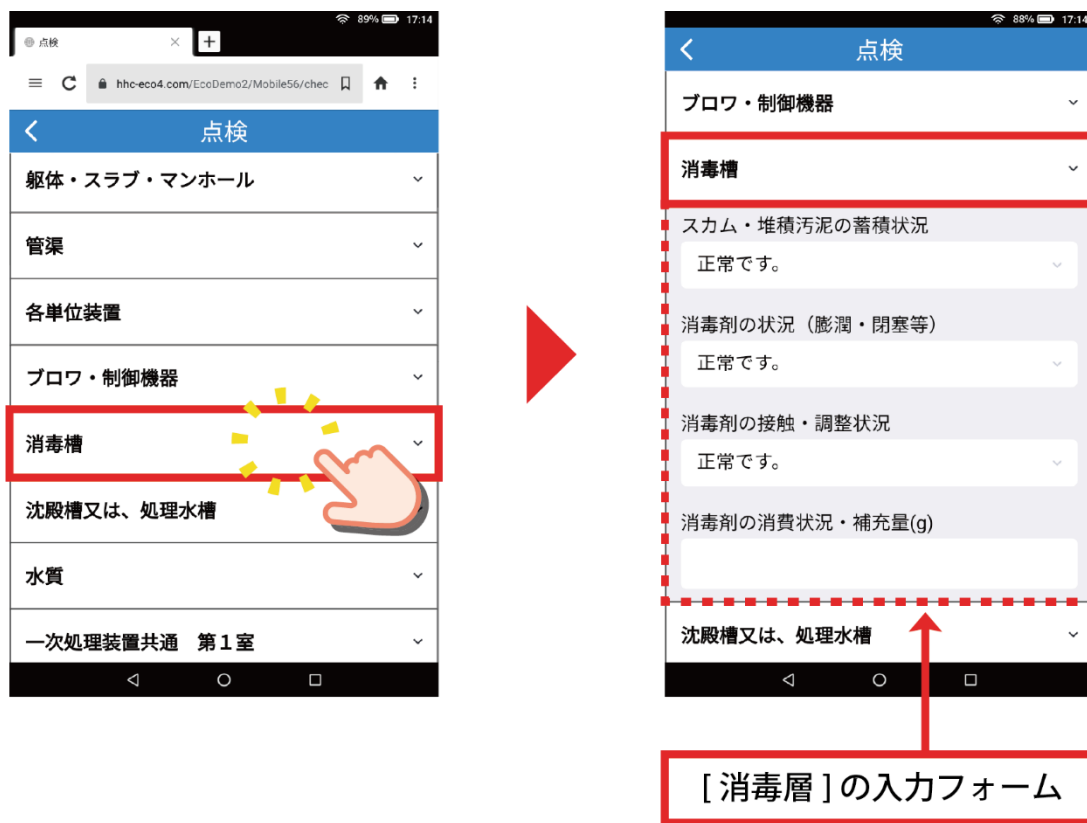 89% 17:14
点検
hhc-eco4.com/EcoDemo2/Mobile56/chec
点検
躯体・スラブ・マンホール
管渠
各単位装置
ブロワ・制御機器
消毒槽
沈殿槽又は、処理水槽
水質
一次処理装置共通　第１室
88% 17:14
点検
ブロワ・制御機器
消毒槽
スカム・堆積汚泥の蓄積状況
正常です。
消毒剤の状況（膨潤・閉塞等）
正常です。
消毒剤の接触・調整状況
正常です。
消毒剤の消費状況・補充量(g)
沈殿槽又は、処理水槽
[ 消毒層 ] の入力フォーム